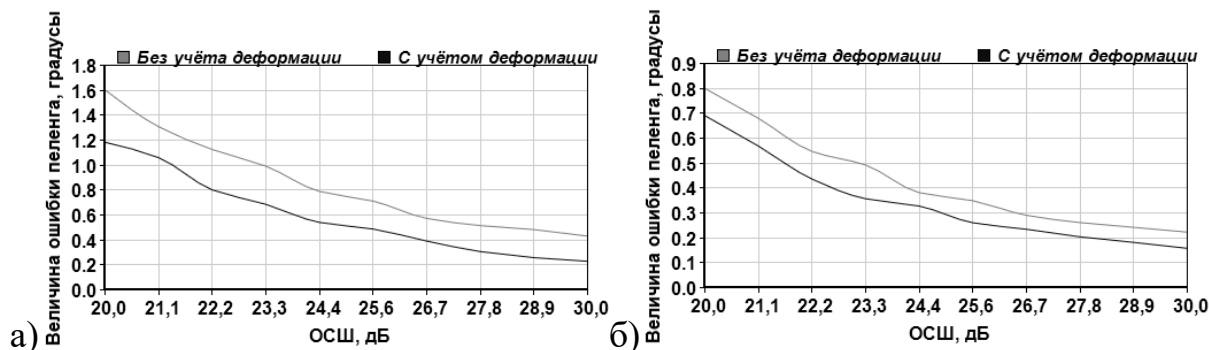 Без учёта деформации С учётом деформации
Величина ошибки пеленга, градусы
1.8
1.6
1.4
1.2
1.0
0.8
0.6
0.4
0.2
0.0
20,0 21,1 22,2 23,3 24,4 25,6 26,7 27,8 28,9 30,0
ОСШ, дБ
а)
Без учёта деформации С учётом деформации
Величина ошибки пеленга, градусы
0.9
0.8
0.7
0.6
0.5
0.4
0.3
0.2
0.1
0.0
20,0 21,1 22,2 23,3 24,4 25,6 26,7 27,8 28,9 30,0
ОСШ, дБ
б)